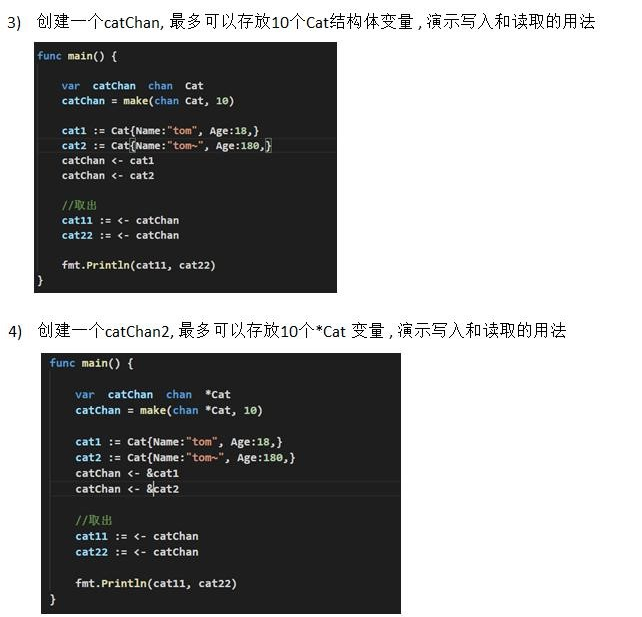 3) 创建一个catChan, 最多可以存放10个Cat结构体变量 , 演示写入和读取的用法
func main() {
var catChan chan Cat
catChan = make(chan Cat, 10)
cat1 := Cat{Name:"tom", Age:18,}
cat2 := Cat{Name:"tom~", Age:180,}
catChan <- cat1
catChan <- cat2
//取出
cat11 := <- catChan
cat22 := <- catChan
fmt.Println(cat11, cat22)
}
4) 创建一个catChan2, 最多可以存放10个*Cat 变量 , 演示写入和读取的用法
func main() {
var catChan chan *Cat
catChan = make(chan *Cat, 10)
cat1 := Cat{Name:"tom", Age:18,}
cat2 := Cat{Name:"tom~", Age:180,}
catChan <- &cat1
catChan <- &cat2
//取出
cat11 := <- catChan
cat22 := <- catChan
fmt.Println(cat11, cat22)
}